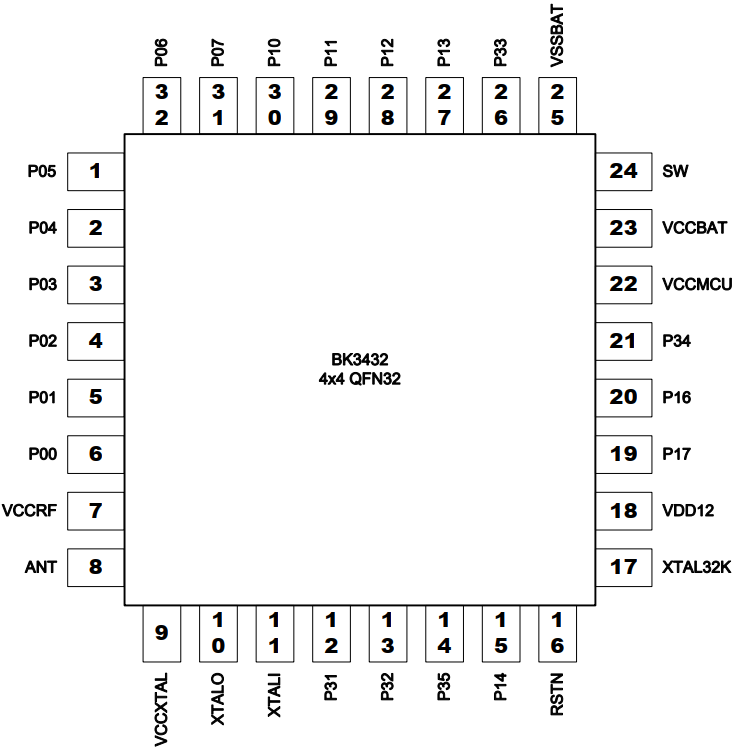 P06 P07 P10 P11 P12 P13 P33 VSSBAT
32 31 30 29 28 27 26 25
P05 1 24 SW
P04 2 23 VCCBAT
P03 3 22 VCCMCU
P02 4 21 P34
BK3432
4x4 QFN32
P01 5 20 P16
P00 6 19 P17
VCCRF 7 18 VDD12
ANT 8 17 XTAL32K
9 10 11 12 13 14 15 16
VCCXTAL XTALO XTALI P31 P32 P35 P14 RSTN